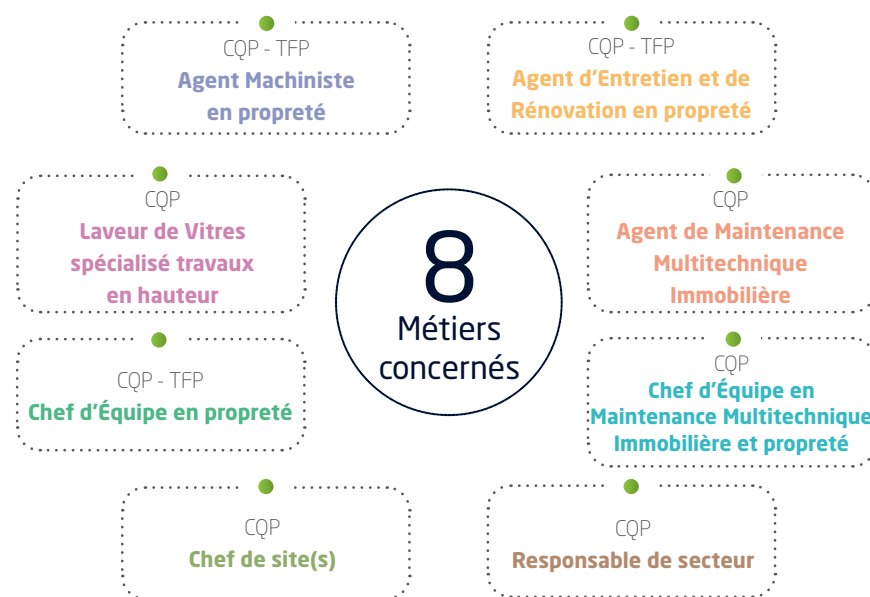 CQP - TFP
Agent Machiniste
en propreté
CQP - TFP
Agent d'Entretien et de
Rénovation en propreté
CQP
Laveur de Vitres
spécialisé travaux
en hauteur
8
Métiers
concernés
CQP
Agent de Maintenance
Multitechnique
Immobilière
CQP - TFP
Chef d'Équipe en propreté
CQP
Chef d'Équipe en
Maintenance Multitechnique
Immobilière et propreté
CQP
Chef de site(s)
CQP
Responsable de secteur